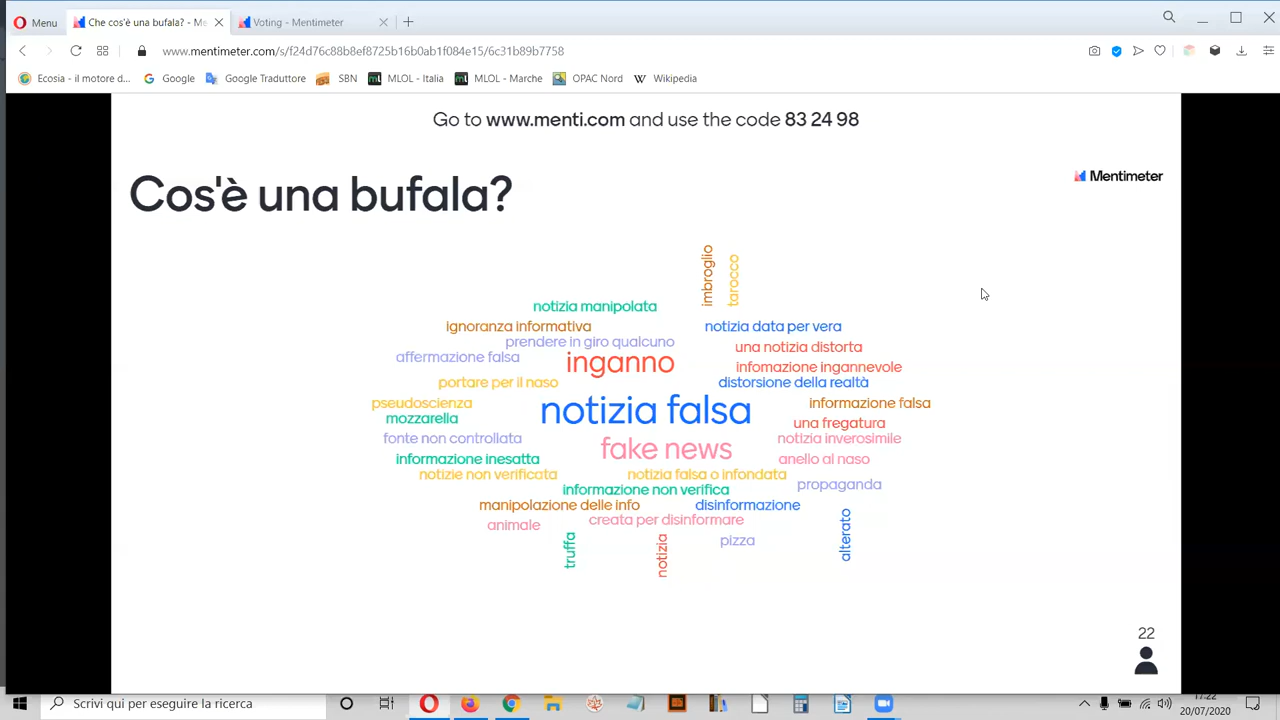 Menu
Che cos'è una bufala? - Me
Voting - Mentimeter
www.mentimeter.com/s/f24d76c88b8ef8725b16b0ab1f084e15/6c31b89b7758
Ecosia - il motore d...
Google
Google Traduttore
SBN
MLOL - Italia
MLOL - Marche
OPAC Nord
Wikipedia
Go to www.menti.com and use the code 83 24 98
Mentimeter
Cos'è una bufala?
imbroglio
tarocco
notizia manipolata
ignoranza informativa
notizia data per vera
prendere in giro qualcuno
una notizia distorta
affermazione falsa
inganno
infomazione ingannevole
portare per il naso
distorsione della realtà
pseudoscienza
notizia falsa
informazione falsa
mozzarella
una fregatura
fonte non controllata
fake news
notizia inverosimile
informazione inesatta
anello al naso
notizie non verificata
notizia falsa o infondata
propaganda
informazione non verifica
manipolazione delle info
disinformazione
animale
creata per disinformare
alterato
truffa
notizia
pizza
22
Scrivi qui per eseguire la ricerca
17:22
20/07/2020